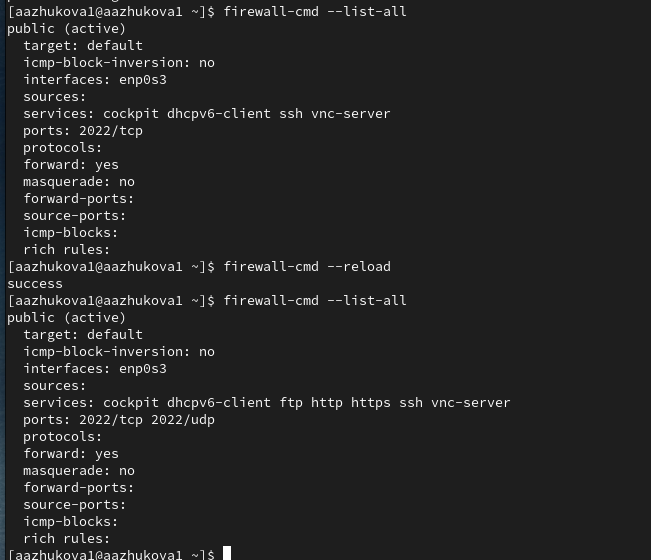 [aazhukova1@aazhukova1 ~]$ firewall-cmd --list-all
public (active)
  target: default
  icmp-block-inversion: no
  interfaces: enp0s3
  sources:
  services: cockpit dhcpv6-client ssh vnc-server
  ports: 2022/tcp
  protocols:
  forward: yes
  masquerade: no
  forward-ports:
  source-ports:
  icmp-blocks:
  rich rules:
[aazhukova1@aazhukova1 ~]$ firewall-cmd --reload
success
[aazhukova1@aazhukova1 ~]$ firewall-cmd --list-all
public (active)
  target: default
  icmp-block-inversion: no
  interfaces: enp0s3
  sources:
  services: cockpit dhcpv6-client ftp http https ssh vnc-server
  ports: 2022/tcp 2022/udp
  protocols:
  forward: yes
  masquerade: no
  forward-ports:
  source-ports:
  icmp-blocks:
  rich rules:
[aazhukova1@aazhukova1 ~]$